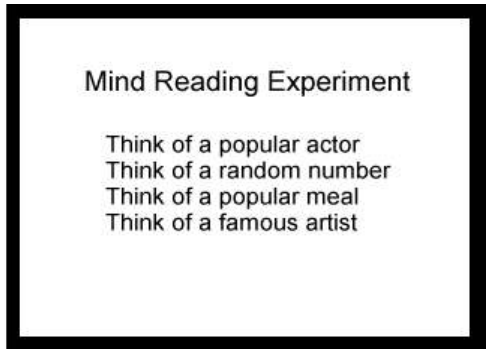 Mind Reading Experiment
Think of a popular actor
Think of a random number
Think of a popular meal
Think of a famous artist